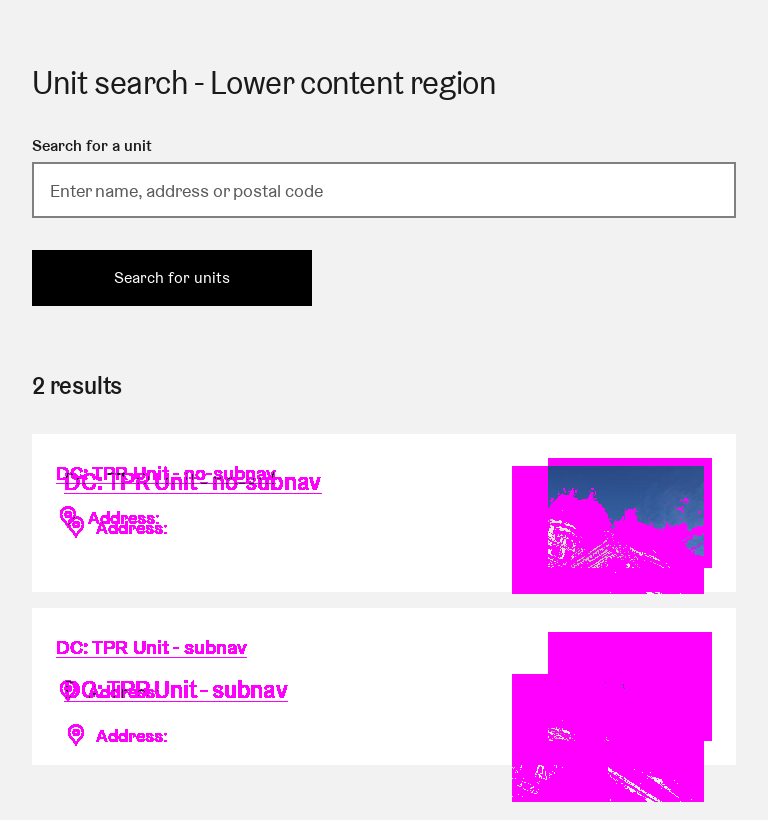 Unit search - Lower content region
Search for a unit
Enter name, address or postal code
Search for units
2 results
DC: TPR Unit - no-subnav
DC: TPR Unit - no-subnav
Address:
Address:
DC: TPR Unit - subnav
DC: TPR Unit - subnav
Address:
Address: